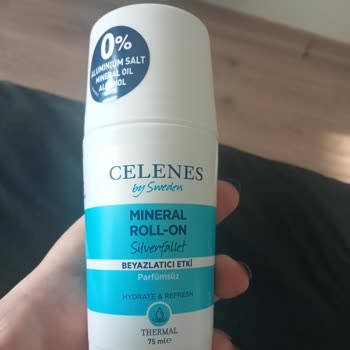 0%
ALUMINIUM SALT
MINERAL OIL
ALCOHOL
CELENES
by Sweden
MINERAL
ROLL-ON
Silverfallet
BEYAZLATICI ETKİ
Parfümsüz
HYDRATE & REFRESH
THERMAL
75 ml ℮